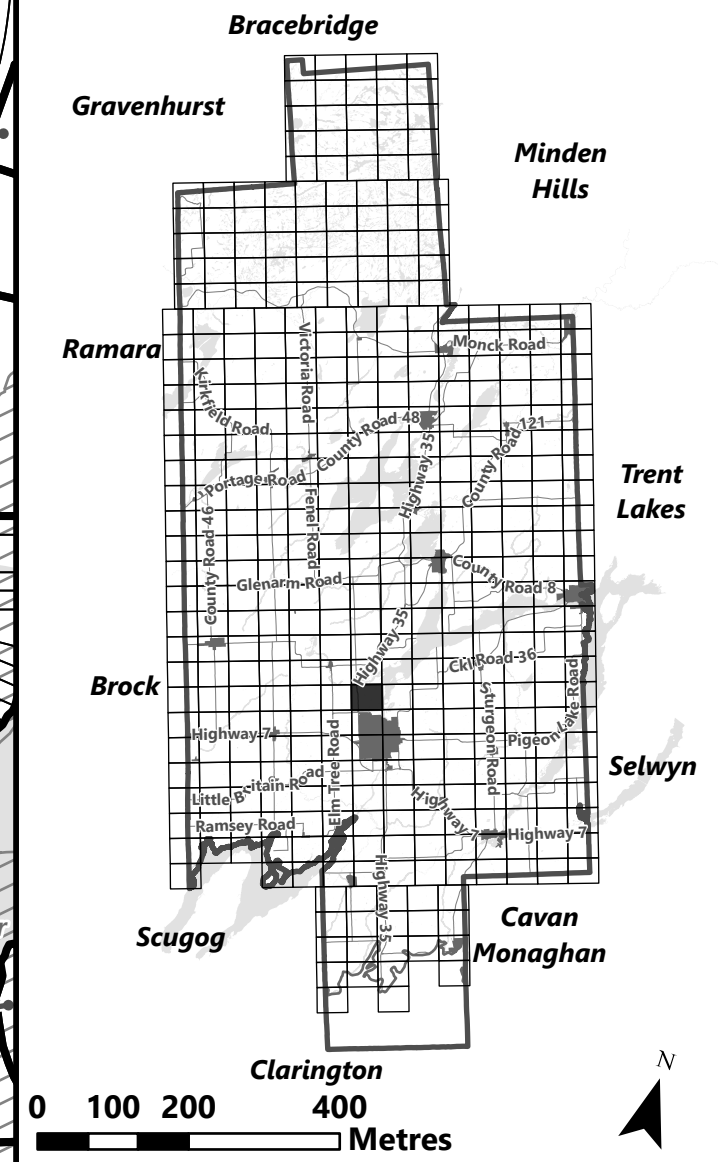 Bracebridge
Gravenhurst
Minden
Hills
Ramara
Monck Road
Victoria Road
Kirkfield Road
County Road 48
County Road 121
Highway 35
Trent
Lakes
Portage Road
Fenel Road
County Road 46
Glenarm Road
County Road 8
Highway 35
Ckl Road 36
Brock
Sturgeon Road
Pigeon Lake Road
Highway 7
Elm Tree Road
Selwyn
Little Britain Road
Highway 7
Ramsey Road
Highway 7
Highway 35
Scugog
Cavan
Monaghan
Clarington
N
0 100 200 400
Metres